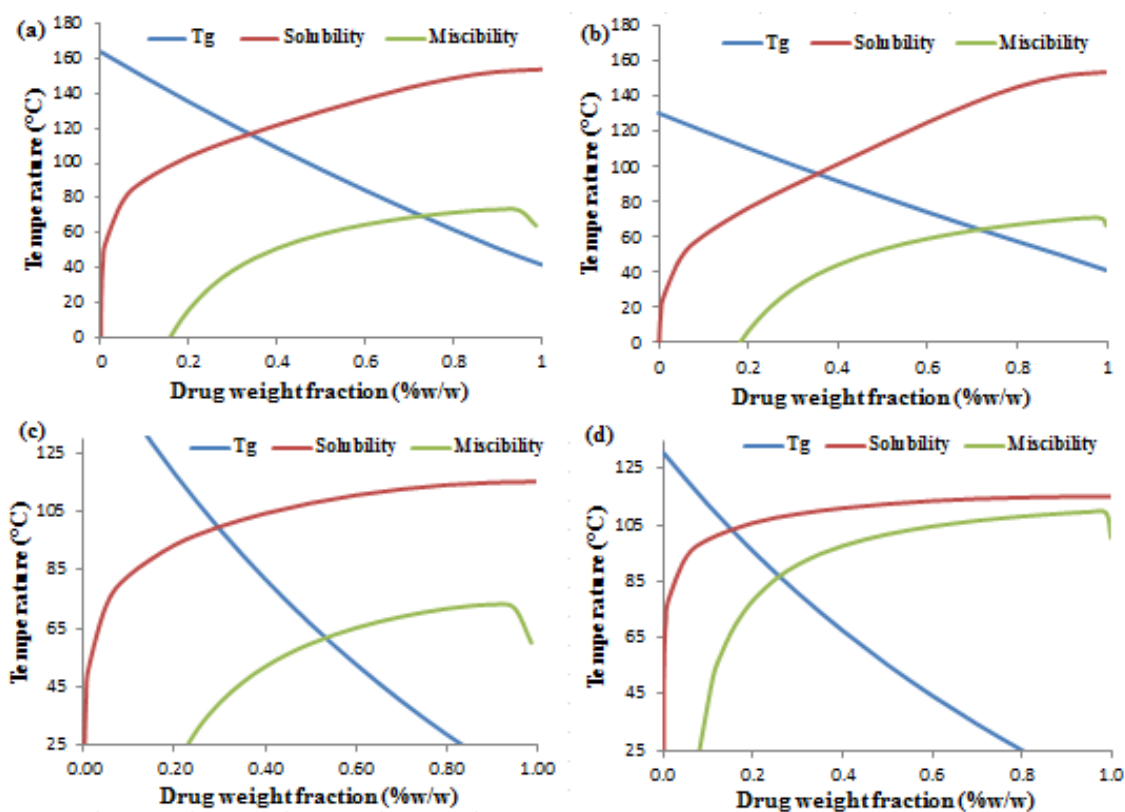 (a)
Tg Solubility Miscibility
Temperature (°C)
180
160
140
120
100
80
60
40
20
0
0 0.2 0.4 0.6 0.8 1
Drug weight fraction (%w/w)
(b)
Tg Solubility Miscibility
Temperature (°C)
180
160
140
120
100
80
60
40
20
0
0 0.2 0.4 0.6 0.8 1
Drug weight fraction (%w/w)
(c)
Tg Solubility Miscibility
Temperature (°C)
125
105
85
65
45
25
0.00 0.20 0.40 0.60 0.80 1.00
Drug weight fraction (%w/w)
(d)
Tg Solubility Miscibility
Temperature (°C)
125
105
85
65
45
25
0.0 0.2 0.4 0.6 0.8 1.0
Drug weight fraction (%w/w)